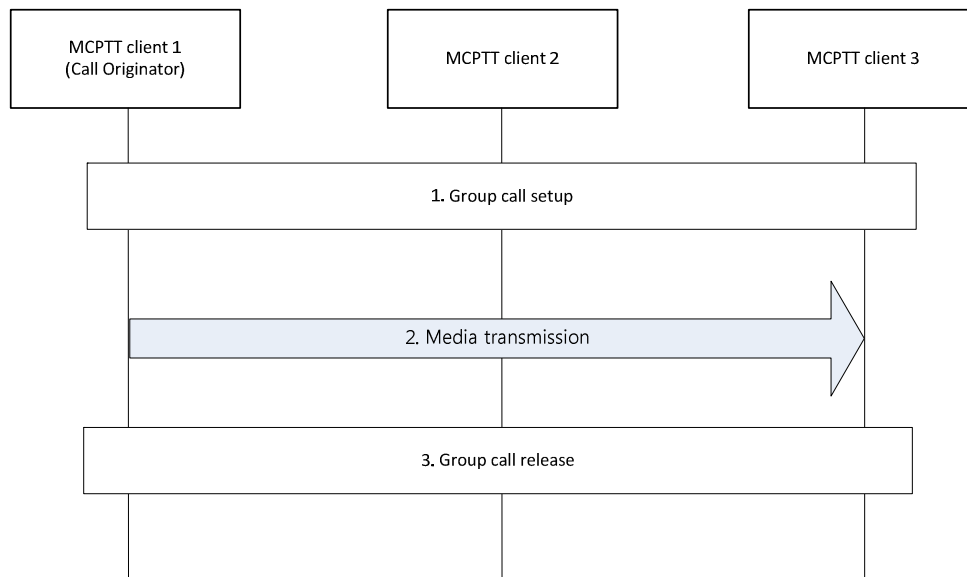 MCPTT client 1
(Call Originator)
MCPTT client 2
MCPTT client 3
1. Group call setup
2. Media transmission
3. Group call release